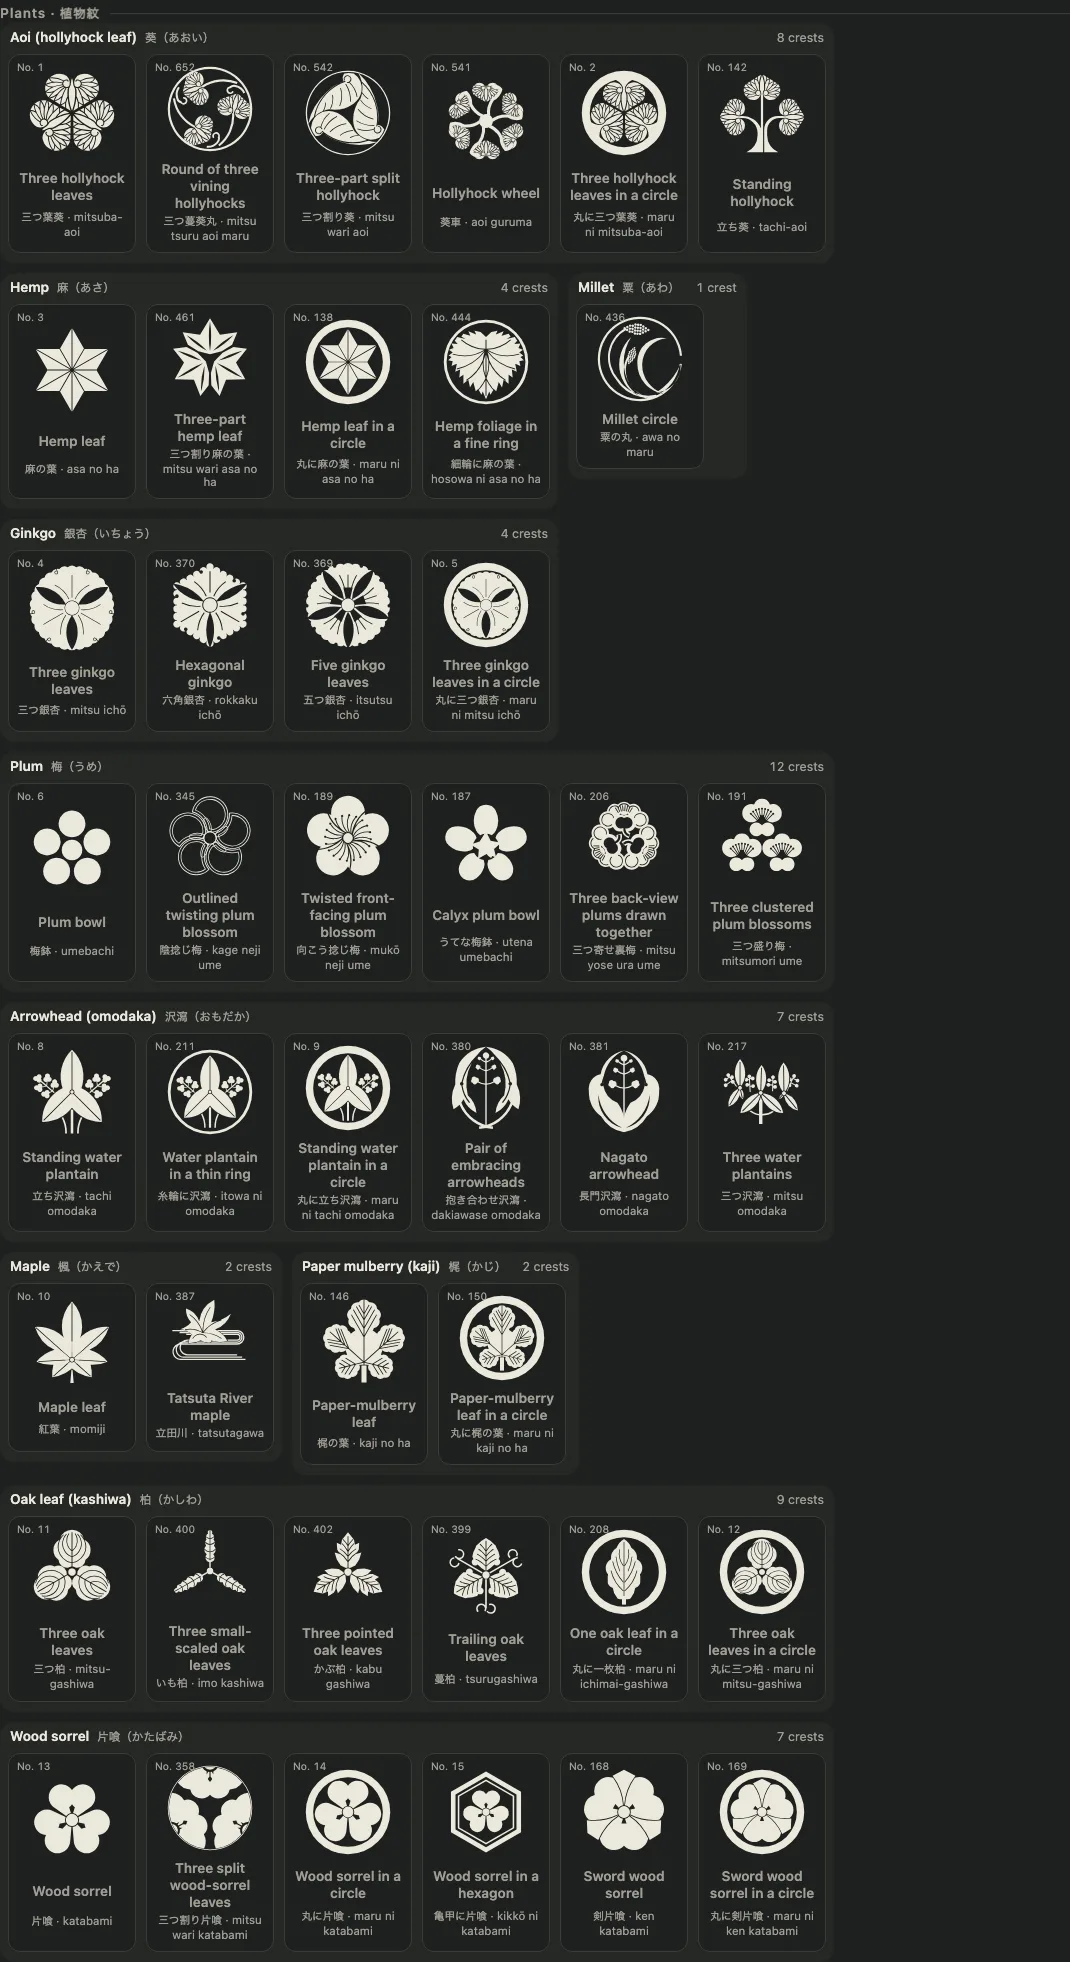 Plants · 植物紋
Aoi (hollyhock leaf) 葵（あおい） 8 crests
No. 1
Three hollyhock
leaves
三つ葉葵 · mitsuba-
aoi
No. 652
Round of three
vining
hollyhocks
三つ蔓葵丸 · mitsu
tsuru aoi maru
No. 542
Three-part split
hollyhock
三つ割り葵 · mitsu
wari aoi
No. 541
Hollyhock wheel
葵車 · aoi guruma
No. 2
Three hollyhock
leaves in a circle
丸に三つ葉葵 · maru
ni mitsuba-aoi
No. 142
Standing
hollyhock
立ち葵 · tachi-aoi
Hemp 麻（あさ） 4 crests
No. 3
Hemp leaf
麻の葉 · asa no ha
No. 461
Three-part
hemp leaf
三つ割り麻の葉 ·
mitsu wari asa no
ha
No. 138
Hemp leaf in a
circle
丸に麻の葉 · maru ni
asa no ha
No. 444
Hemp foliage in
a fine ring
細輪に麻の葉 ·
hosowa ni asa no ha
Millet 粟（あわ） 1 crest
No. 436
Millet circle
粟の丸 · awa no
maru
Ginkgo 銀杏（いちょう） 4 crests
No. 4
Three ginkgo
leaves
三つ銀杏 · mitsu ichō
No. 370
Hexagonal
ginkgo
六角銀杏 · rokkaku
ichō
No. 369
Five ginkgo
leaves
五つ銀杏 · itsutsu
ichō
No. 5
Three ginkgo
leaves in a circle
丸に三つ銀杏 · maru
ni mitsu ichō
Plum 梅（うめ） 12 crests
No. 6
Plum bowl
梅鉢 · umebachi
No. 345
Outlined
twisting plum
blossom
陰捻じ梅 · kage neji
ume
No. 189
Twisted front-
facing plum
blossom
向こう捻じ梅 · mukō
neji ume
No. 187
Calyx plum bowl
うてな梅鉢 · utena
umebachi
No. 206
Three back-view
plums drawn
together
三つ寄せ裏梅 · mitsu
yose ura ume
No. 191
Three clustered
plum blossoms
三つ盛り梅 ·
mitsumori ume
Arrowhead (omodaka) 沢瀉（おもだか） 7 crests
No. 8
Standing water
plantain
立ち沢瀉 · tachi
omodaka
No. 211
Water plantain
in a thin ring
糸輪に沢瀉 · itowa ni
omodaka
No. 9
Standing water
plantain in a
circle
丸に立ち沢瀉 · maru
ni tachi omodaka
No. 380
Pair of
embracing
arrowheads
抱き合わせ沢瀉 ·
dakiawase omodaka
No. 381
Nagato
arrowhead
長門沢瀉 · nagato
omodaka
No. 217
Three water
plantains
三つ沢瀉 · mitsu
omodaka
Maple 楓（かえで） 2 crests
No. 10
Maple leaf
紅葉 · momiji
No. 387
Tatsuta River
maple
立田川 · tatsutagawa
Paper mulberry (kaji) 梶（かじ） 2 crests
No. 146
Paper-mulberry
leaf
梶の葉 · kaji no ha
No. 150
Paper-mulberry
leaf in a circle
丸に梶の葉 · maru ni
kaji no ha
Oak leaf (kashiwa) 柏（かしわ） 9 crests
No. 11
Three oak
leaves
三つ柏 · mitsu-
gashiwa
No. 400
Three small-
scaled oak
leaves
いも柏 · imo kashiwa
No. 402
Three pointed
oak leaves
かぶ柏 · kabu
gashiwa
No. 399
Trailing oak
leaves
蔓柏 · tsurugashiwa
No. 208
One oak leaf in a
circle
丸に一枚柏 · maru ni
ichimai-gashiwa
No. 12
Three oak
leaves in a circle
丸に三つ柏 · maru ni
mitsu-gashiwa
Wood sorrel 片喰（かたばみ） 7 crests
No. 13
Wood sorrel
片喰 · katabami
No. 358
Three split
wood-sorrel
leaves
三つ割り片喰 · mitsu
wari katabami
No. 14
Wood sorrel in a
circle
丸に片喰 · maru ni
katabami
No. 15
Wood sorrel in a
hexagon
亀甲に片喰 · kikkō ni
katabami
No. 168
Sword wood
sorrel
剣片喰 · ken
katabami
No. 169
Sword wood
sorrel in a circle
丸に剣片喰 · maru ni
ken katabami